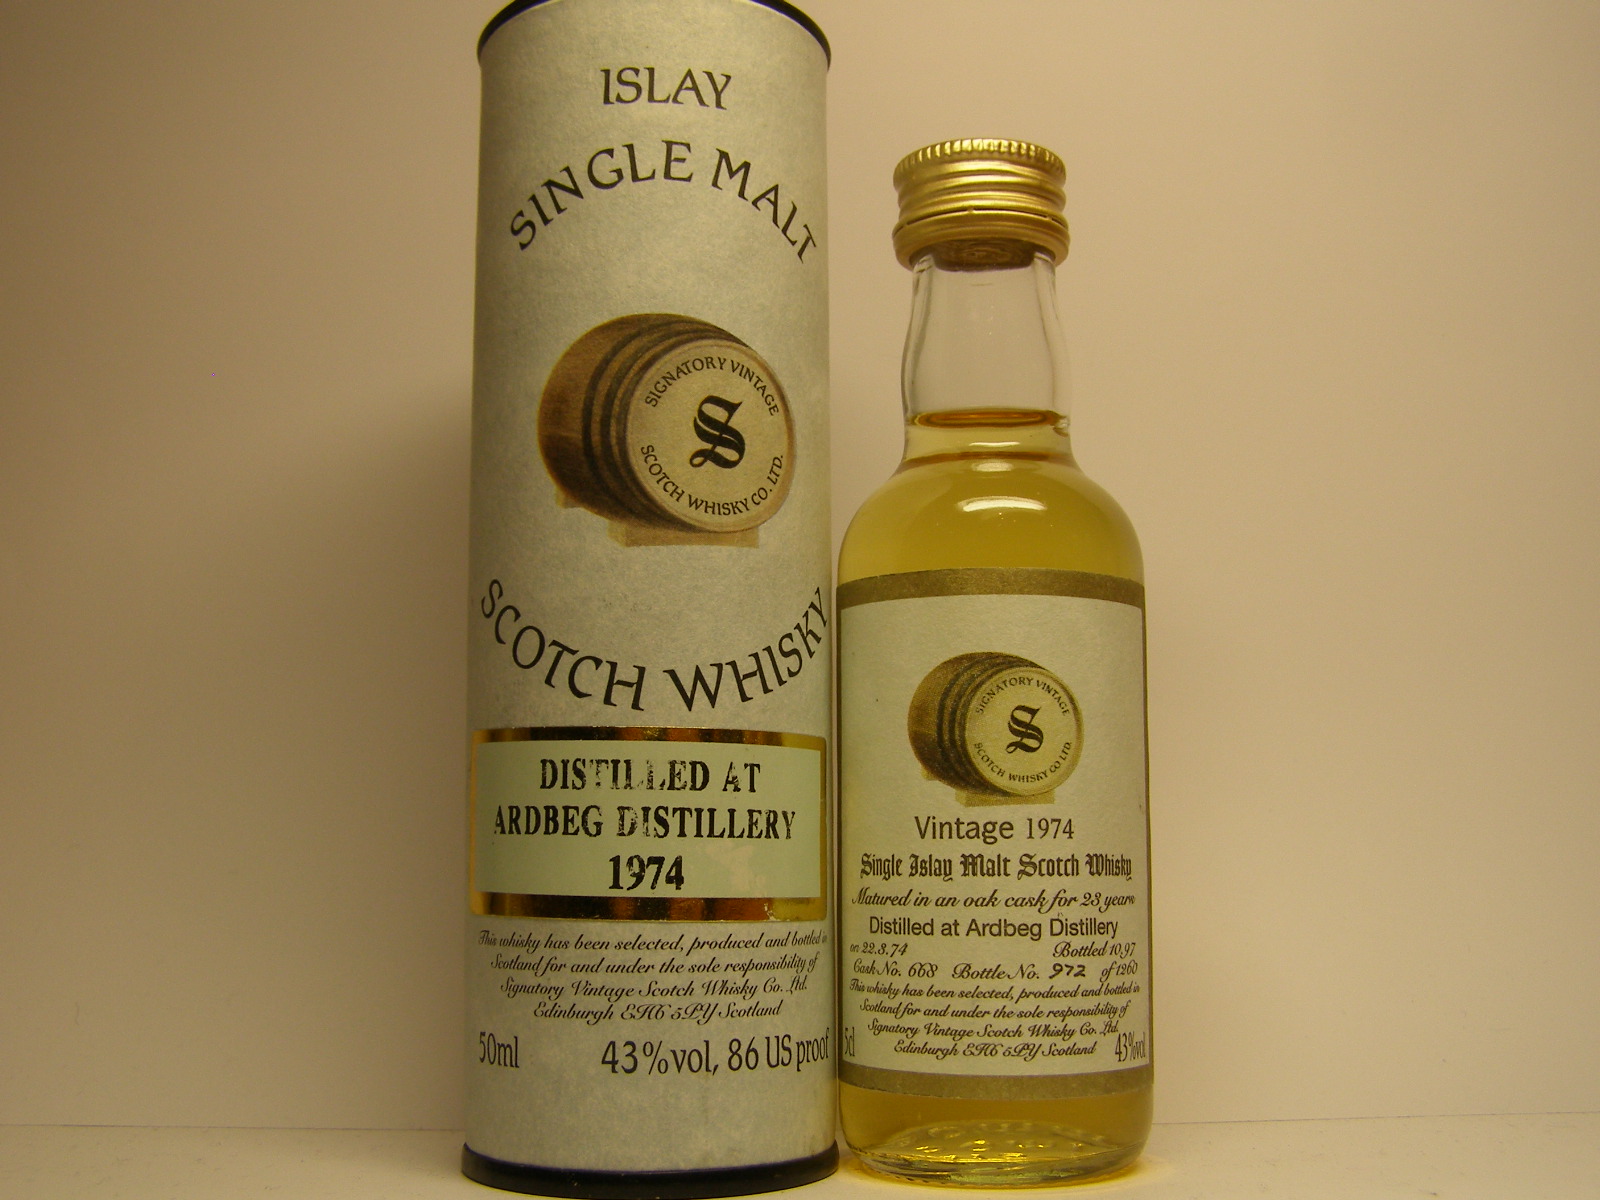 ISLAY
SINGLE MALT
SIGNATORY VINTAGE
S
SCOTCH WHISKY CO. LTD.
SCOTCH WHISKY
DISTILLED AT
ARDBEG DISTILLERY
1974
This whisky has been selected, produced and bottled in
Scotland for and under the sole responsibility of
Signatory Vintage Scotch Whisky Co. Ltd.
Edinburgh EH6 5PY Scotland
50ml 43%vol, 86 US proof
SIGNATORY VINTAGE
S
SCOTCH WHISKY CO LTD.
Vintage 1974
Single Islay Malt Scotch Whisky
Matured in an oak cask for 23 years
Distilled at Ardbeg Distillery
on 22.3.74 Bottled 10.97
Cask No. 668 Bottle No. 972 of 1260
This whisky has been selected, produced and bottled in
Scotland for and under the sole responsibility of
Signatory Vintage Scotch Whisky Co. Ltd.
Edinburgh EH6 5PY Scotland
5cl 43%vol